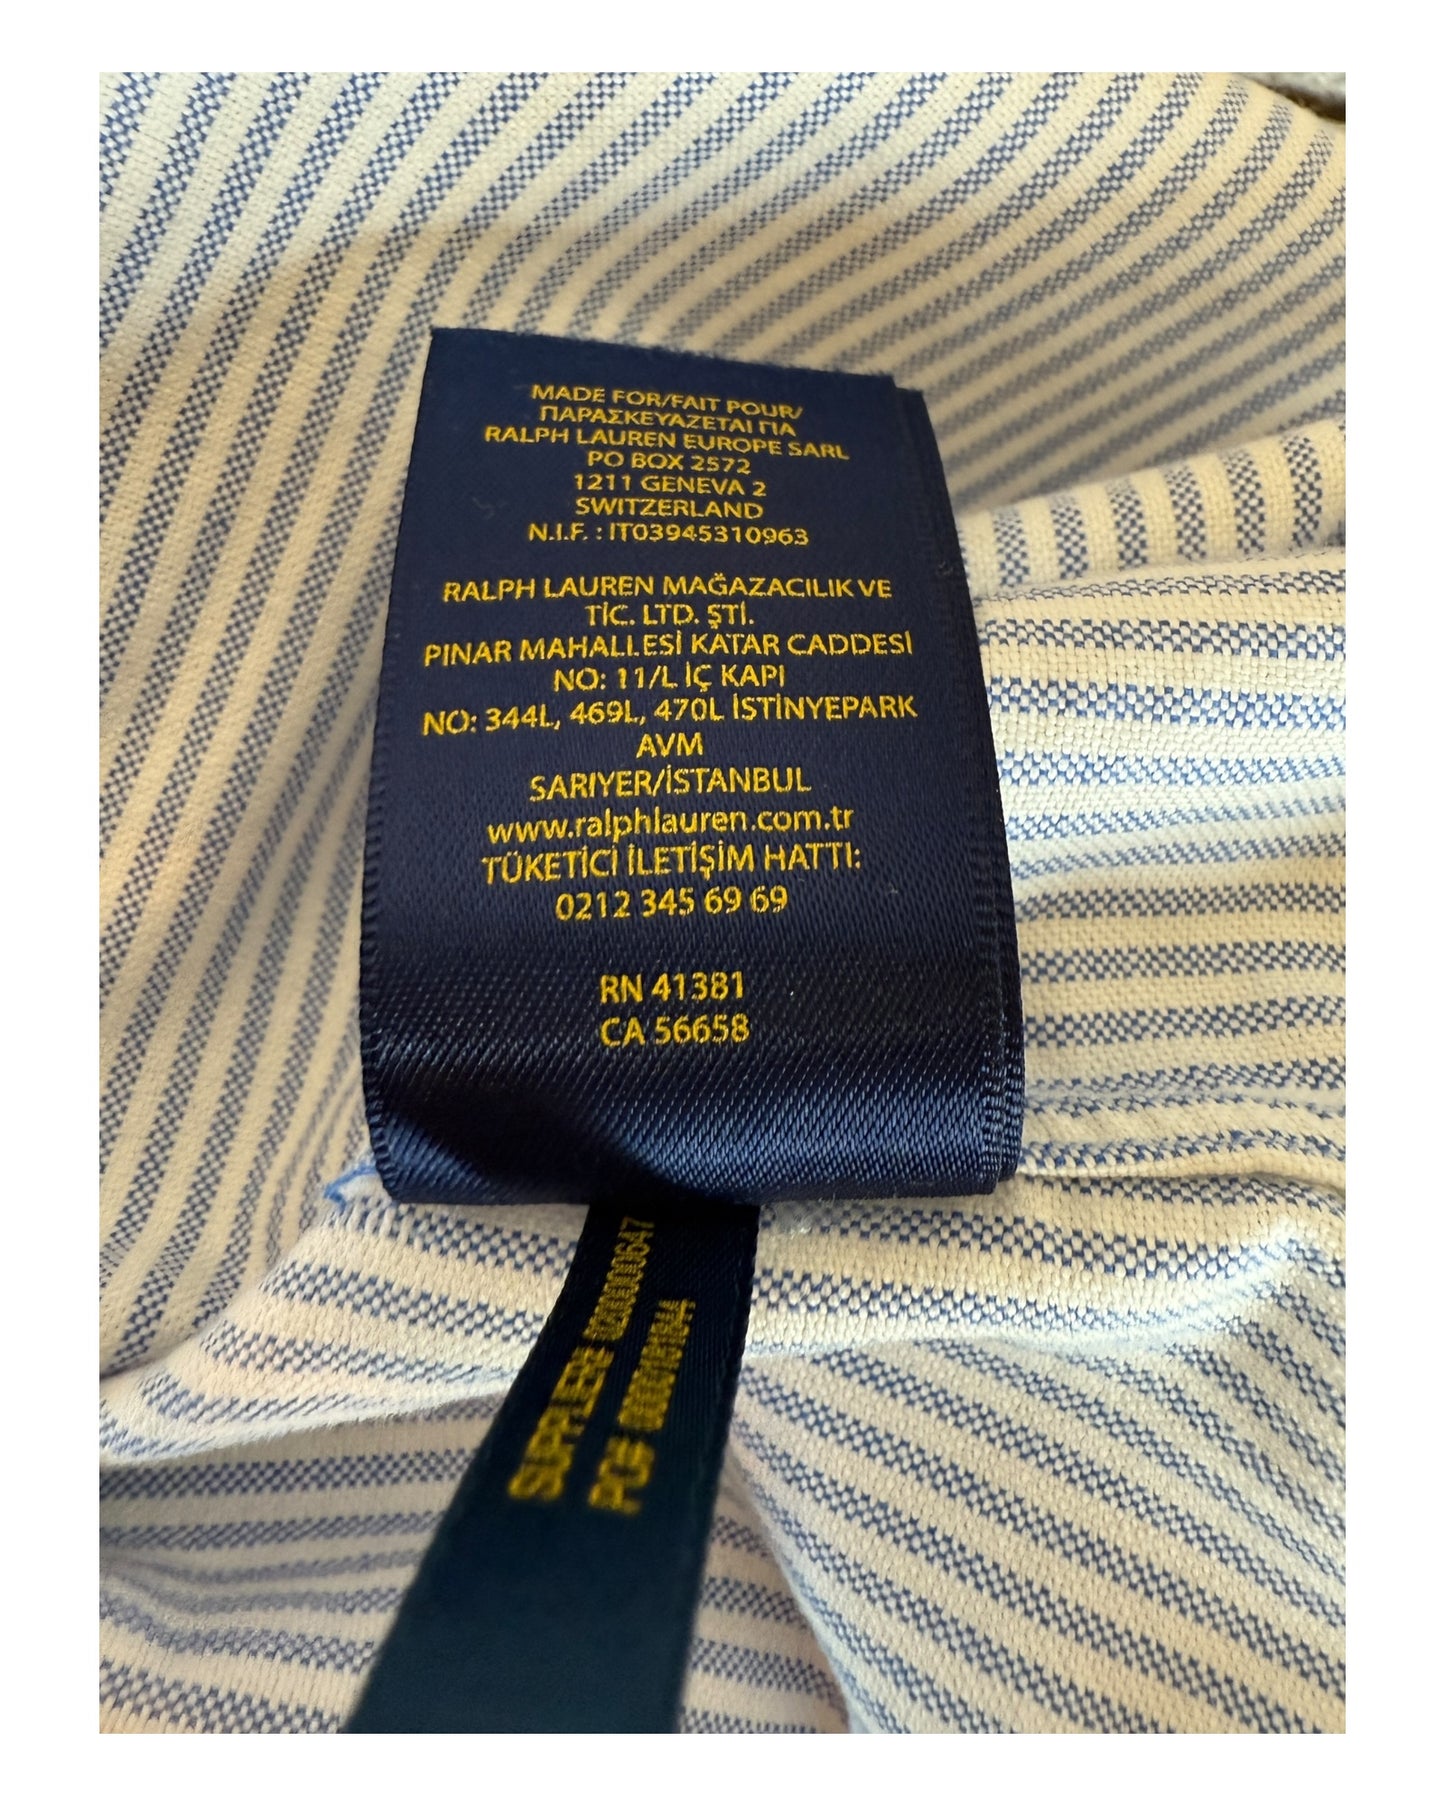 MADE FOR/FAIT POUR/
ΠΑΡΑΣΚΕΥΑΖΕΤΑΙ ΓΙΑ
RALPH LAUREN EUROPE SARL
PO BOX 2572
1211 GENEVA 2
SWITZERLAND
N.I.F. : IT03945310963
RALPH LAUREN MAĞAZACILIK VE
TİC. LTD. ŞTİ.
PINAR MAHALLESİ KATAR CADDESİ
NO: 11/L İÇ KAPI
NO: 344L, 469L, 470L İSTİNYEPARK
AVM
SARIYER/İSTANBUL
www.ralphlauren.com.tr
TÜKETİCİ İLETİŞİM HATTI:
0212 345 69 69
RN 41381
CA 56658
PO#